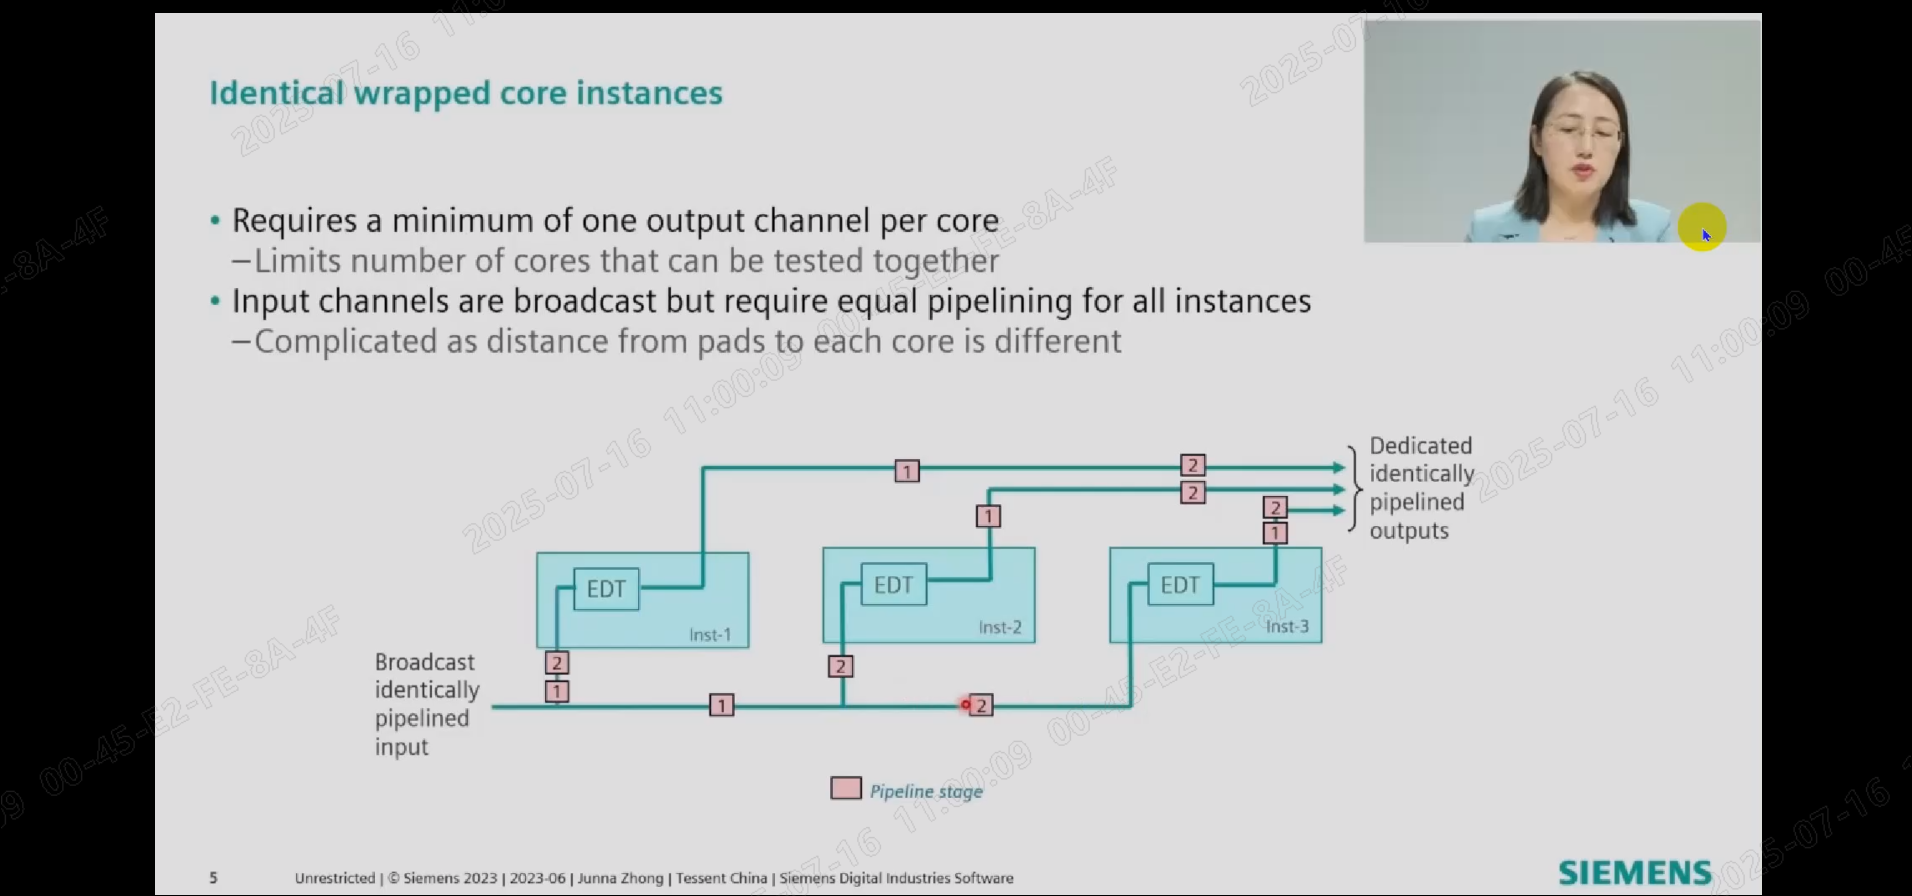 Identical wrapped core instances
• Requires a minimum of one output channel per core
–Limits number of cores that can be tested together
• Input channels are broadcast but require equal pipelining for all instances
–Complicated as distance from pads to each core is different
Dedicated
identically
pipelined
outputs
1
2
2
1
2
1
EDT
Inst-1
EDT
Inst-2
EDT
Inst-3
Broadcast
identically
pipelined
input
2
1
1
2
2
Pipeline stage
5
Unrestricted | © Siemens 2023 | 2023-06 | Junna Zhong | Tessent China | Siemens Digital Industries Software
SIEMENS
2025-07-16 11:00:09 00-45-E2-FE-8A-4F